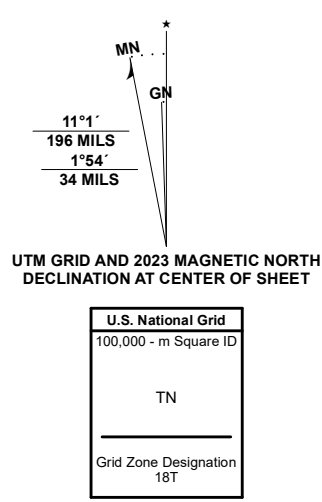 MN
GN
11°1´
196 MILS
1°54´
34 MILS
UTM GRID AND 2023 MAGNETIC NORTH
DECLINATION AT CENTER OF SHEET
U.S. National Grid
100,000 - m Square ID
TN
Grid Zone Designation
18T